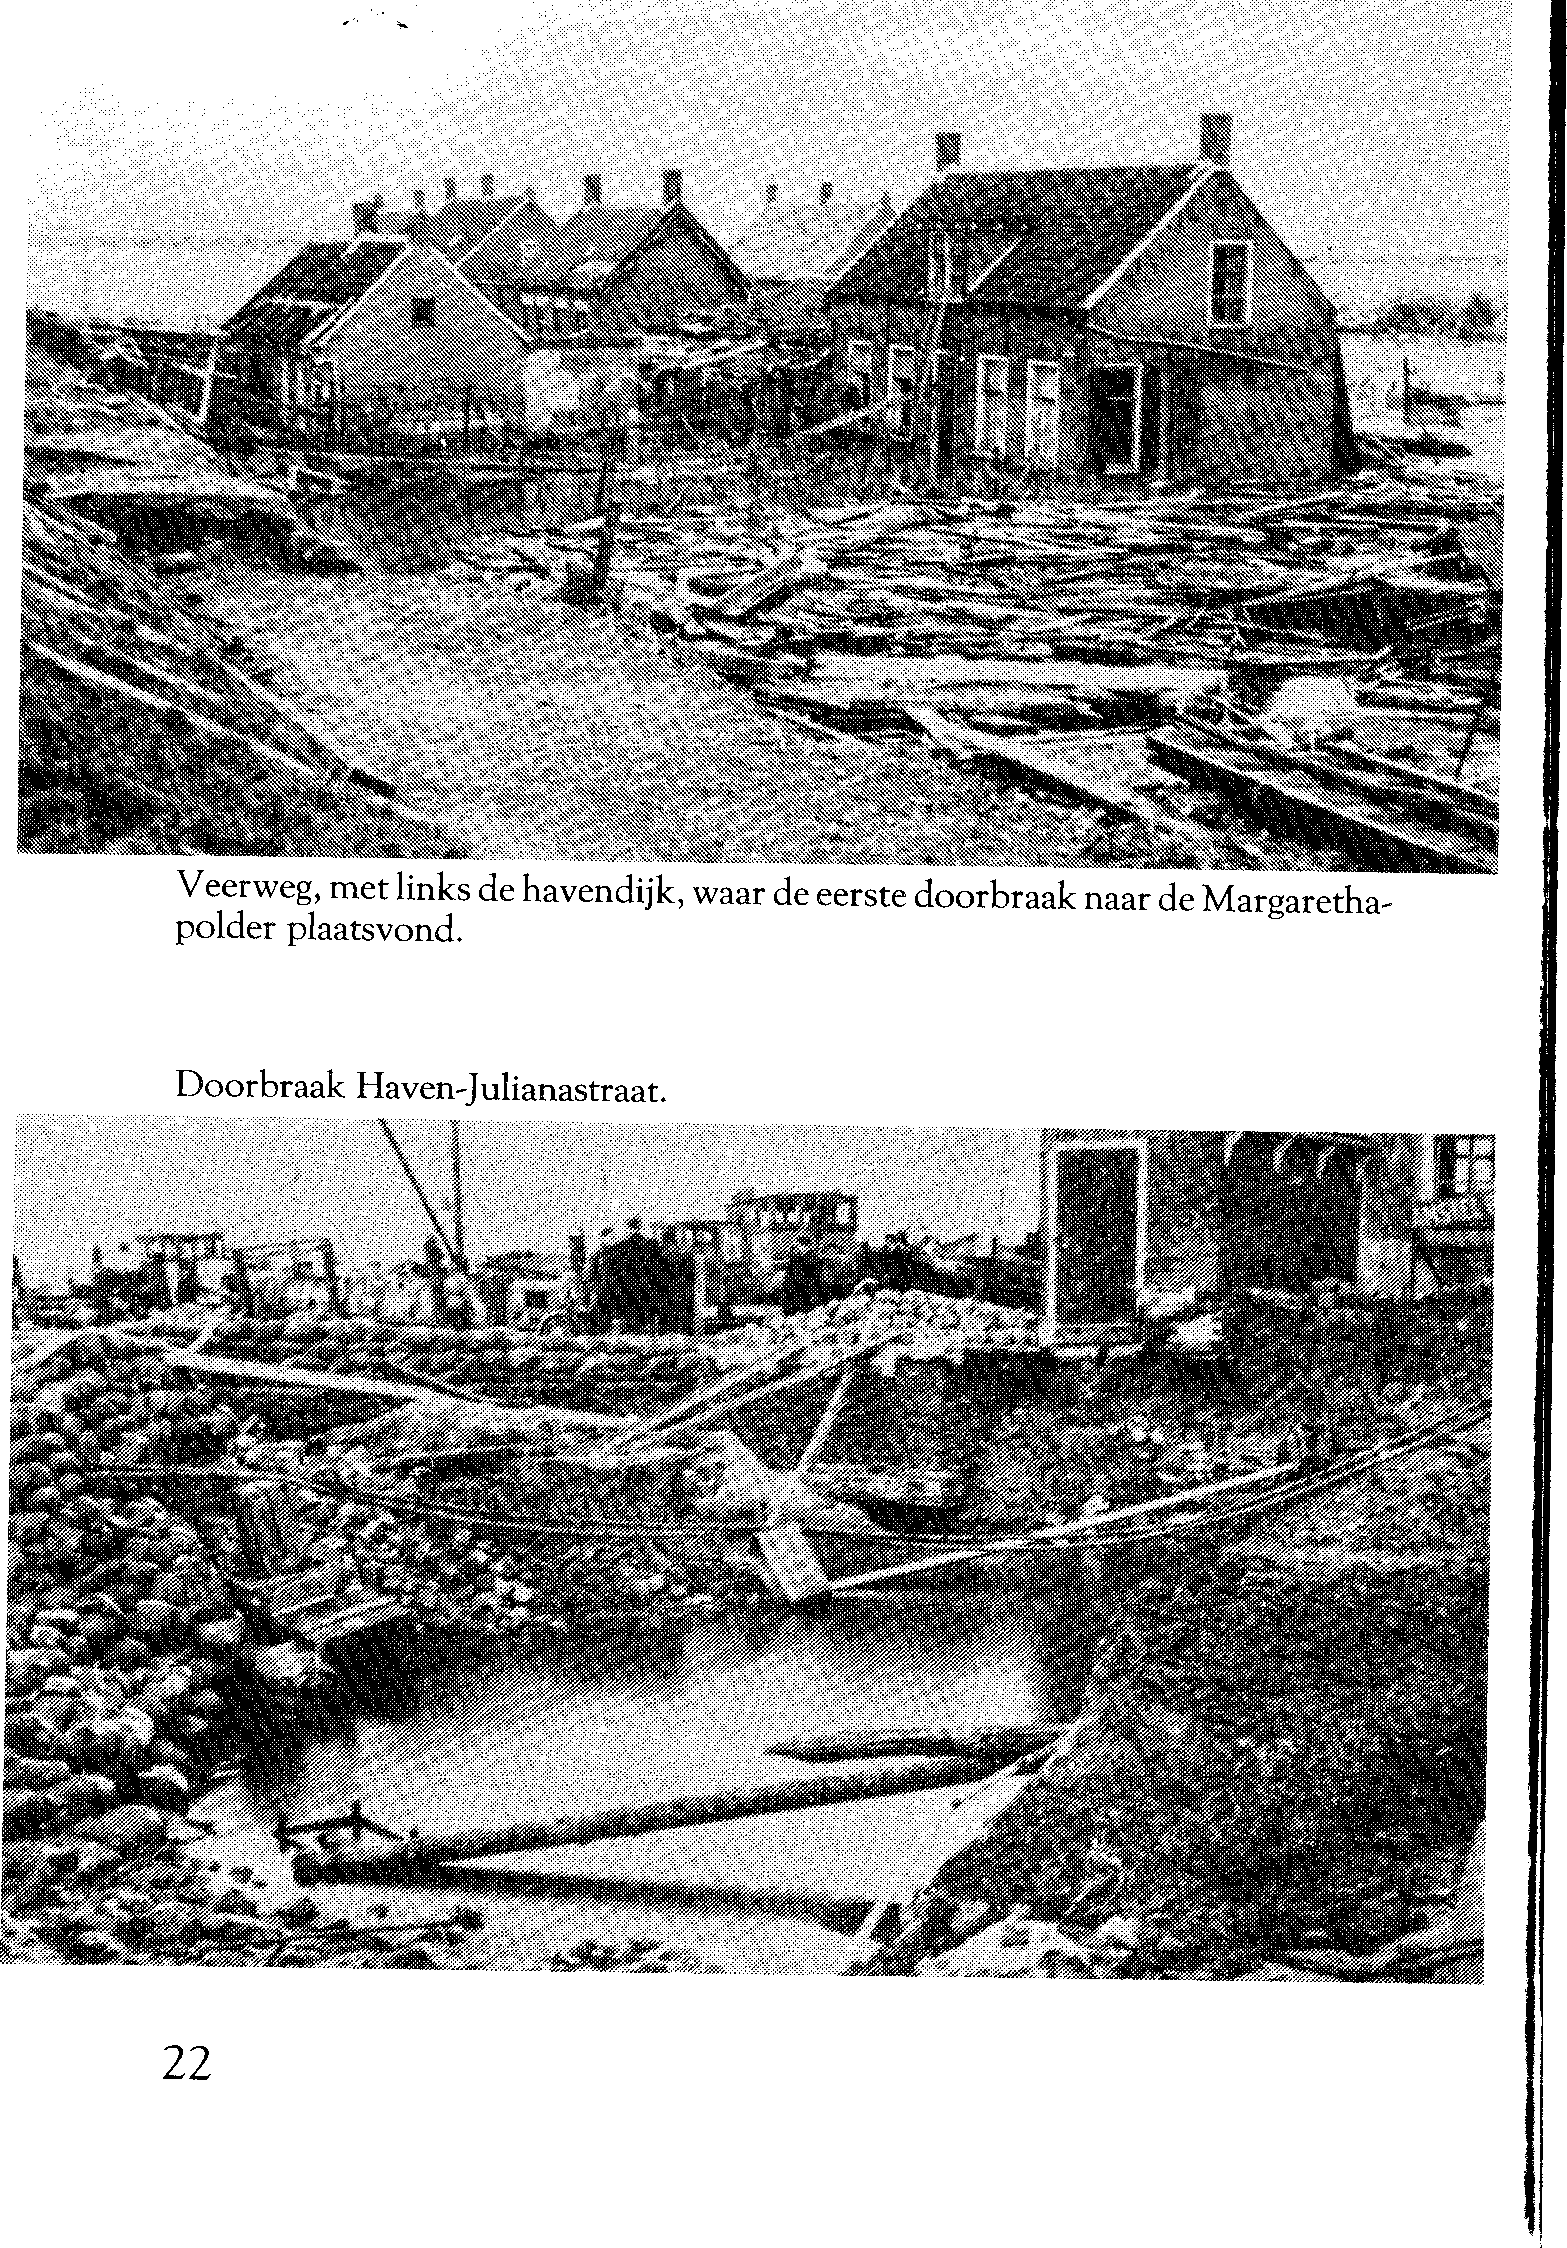 Veerweg, met links de havendijk, waar de eerste doorbraak naar de Margaretha-
polder plaatsvond.
Doorbraak Haven-Julianastraat.
22